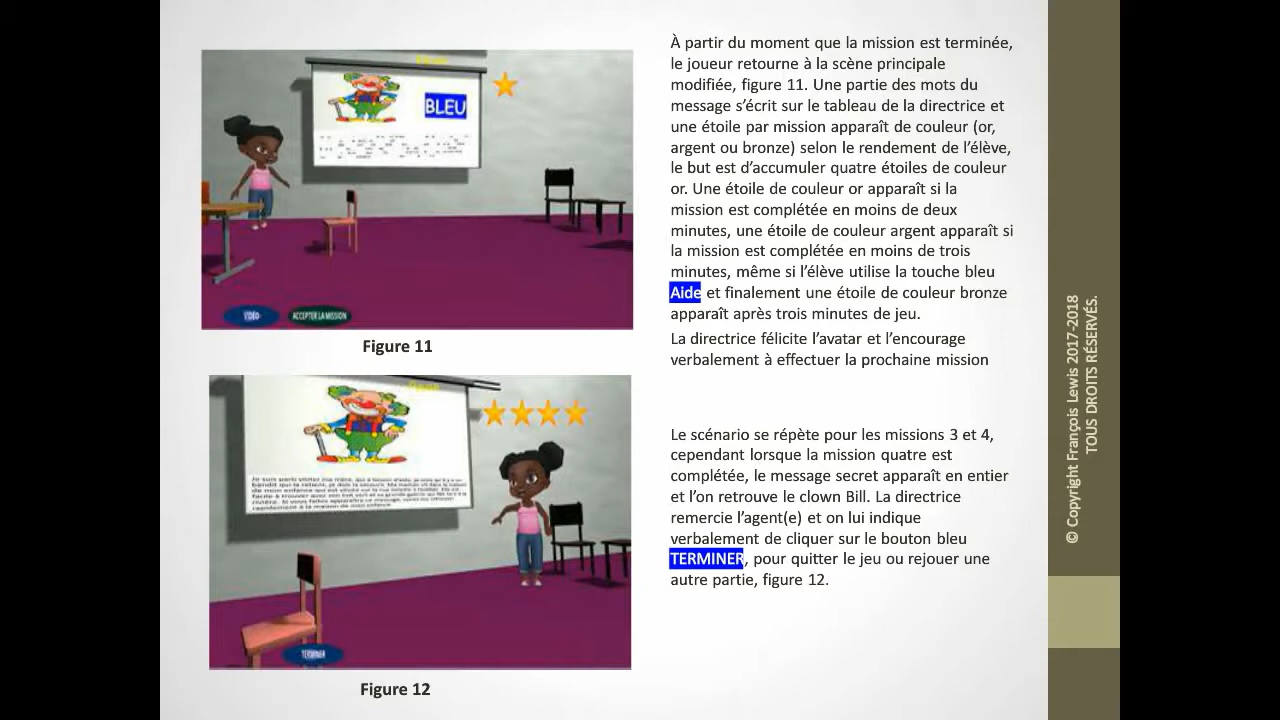 BLEU
VIDÉO
ACCEPTER LA MISSION
Figure 11
À partir du moment que la mission est terminée,
le joueur retourne à la scène principale
modifiée, figure 11. Une partie des mots du
message s’écrit sur le tableau de la directrice et
une étoile par mission apparaît de couleur (or,
argent ou bronze) selon le rendement de l’élève,
le but est d’accumuler quatre étoiles de couleur
or. Une étoile de couleur or apparaît si la
mission est complétée en moins de deux
minutes, une étoile de couleur argent apparaît si
la mission est complétée en moins de trois
minutes, même si l’élève utilise la touche bleu
Aide et finalement une étoile de couleur bronze
apparaît après trois minutes de jeu.
La directrice félicite l’avatar et l’encourage
verbalement à effectuer la prochaine mission
TERMINER
Figure 12
Le scénario se répète pour les missions 3 et 4,
cependant lorsque la mission quatre est
complétée, le message secret apparaît en entier
et l’on retrouve le clown Bill. La directrice
remercie l’agent(e) et on lui indique
verbalement de cliquer sur le bouton bleu
TERMINER, pour quitter le jeu ou rejouer une
autre partie, figure 12.
© Copyright François Lewis 2017-2018
TOUS DROITS RÉSERVÉS.